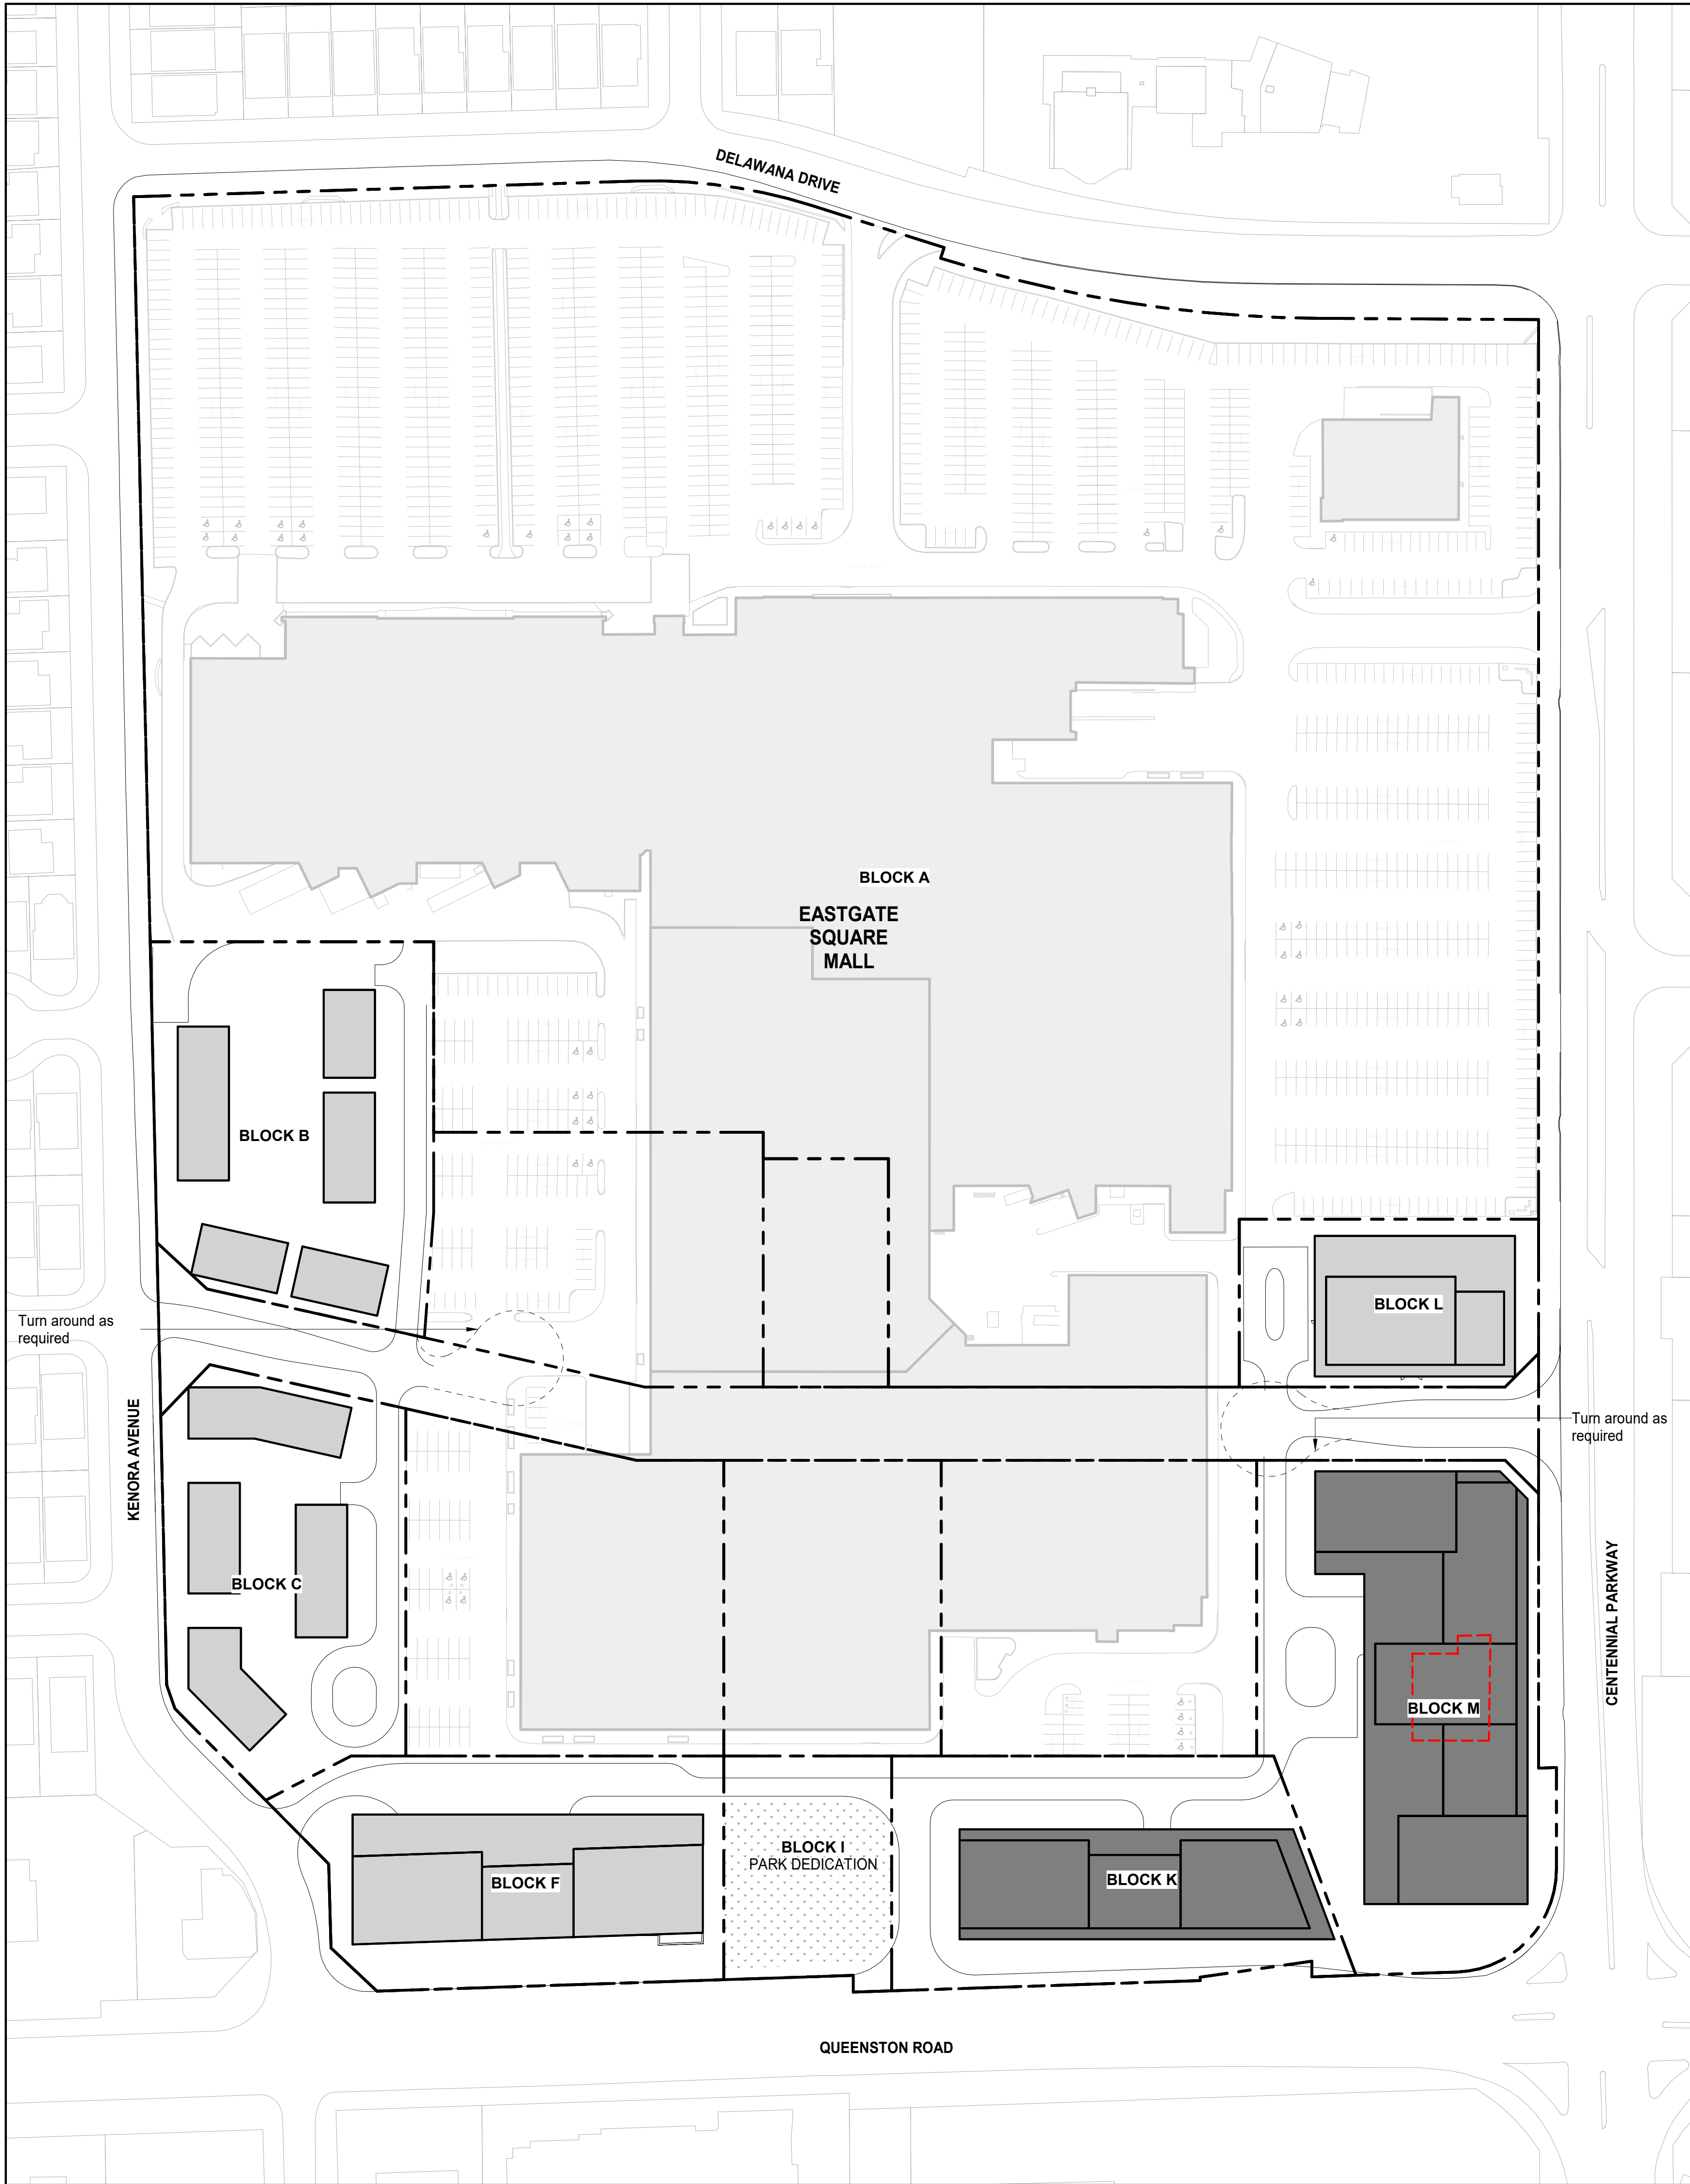 DELAWANA DRIVE
BLOCK A
EASTGATE
SQUARE
MALL
BLOCK B
BLOCK L
Turn around as
required
KENORA AVENUE
Turn around as
required
CENTENNIAL PARKWAY
BLOCK C
BLOCK M
BLOCK I
PARK DEDICATION
BLOCK F
BLOCK K
QUEENSTON ROAD